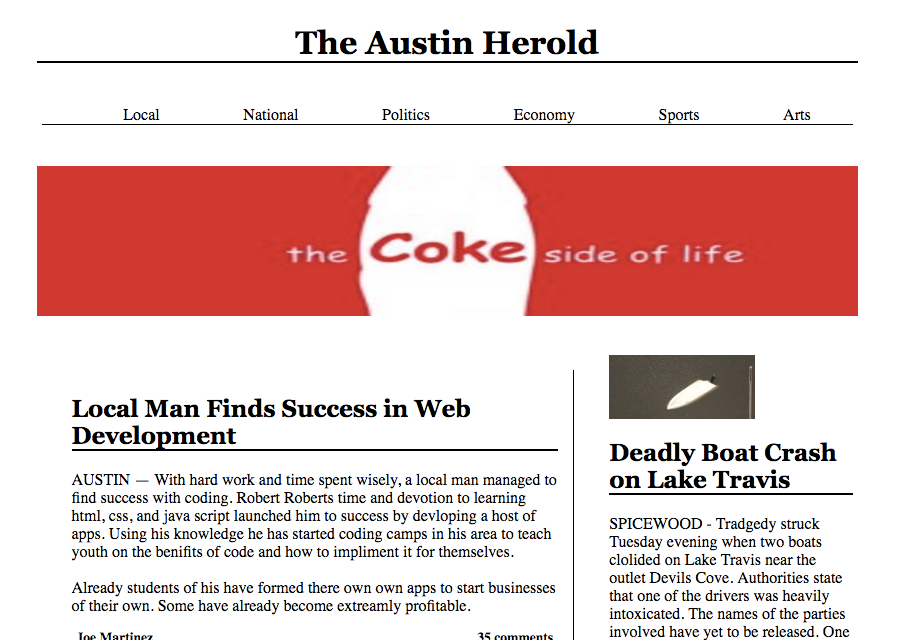 The Austin Herold
Local National Politics Economy Sports Arts
the Coke side of life
Local Man Finds Success in Web
Development
AUSTIN — With hard work and time spent wisely, a local man managed to
find success with coding. Robert Roberts time and devotion to learning
html, css, and java script launched him to success by devloping a host of
apps. Using his knowledge he has started coding camps in his area to teach
youth on the benifits of code and how to impliment it for themselves.
Already students of his have formed there own own apps to start businesses
of their own. Some have already become extreamly profitable.
Joe Martinez 35 comments
Deadly Boat Crash
on Lake Travis
SPICEWOOD - Tradgedy struck
Tuesday evening when two boats
clolided on Lake Travis near the
outlet Devils Cove. Authorities state
that one of the drivers was heavily
intoxicated. The names of the parties
involved have yet to be released. One